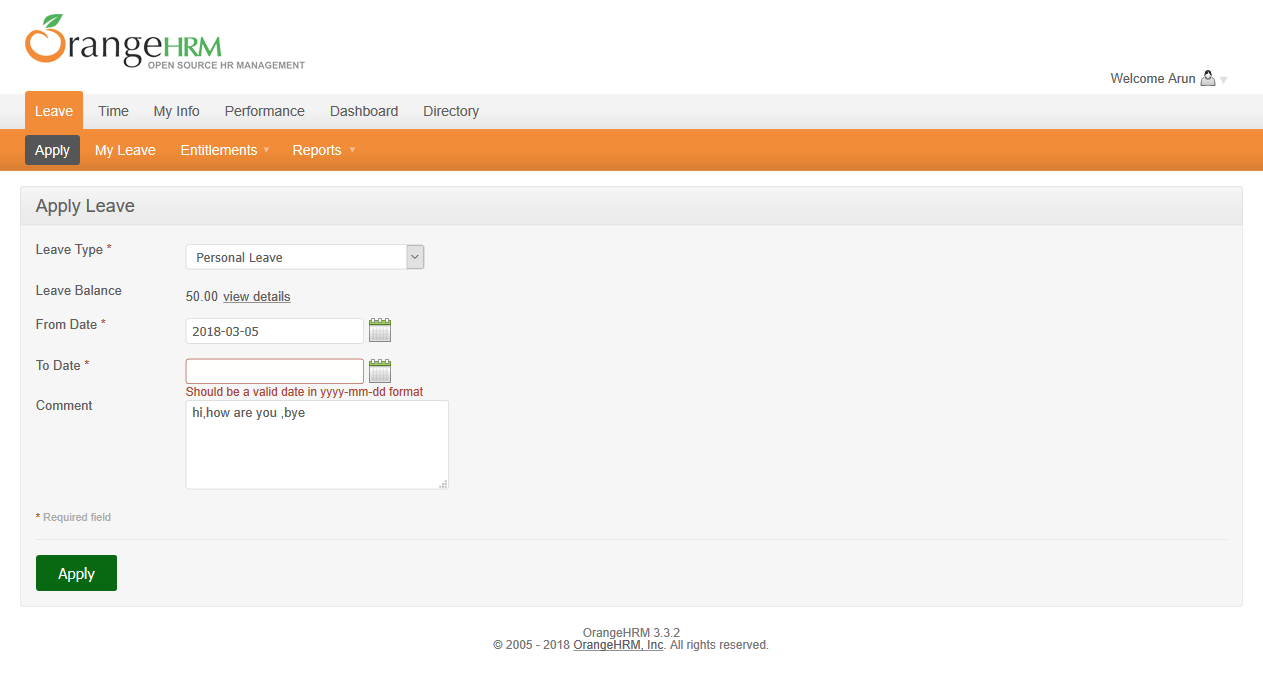 OrangeHRM
OPEN SOURCE HR MANAGEMENT
Welcome Arun
Leave Time My Info Performance Dashboard Directory
Apply My Leave Entitlements Reports
Apply Leave
Leave Type * Personal Leave
Leave Balance 50.00 view details
From Date * 2018-03-05
To Date *
Should be a valid date in yyyy-mm-dd format
Comment hi,how are you ,bye
* Required field
Apply
OrangeHRM 3.3.2
© 2005 - 2018 OrangeHRM, Inc. All rights reserved.